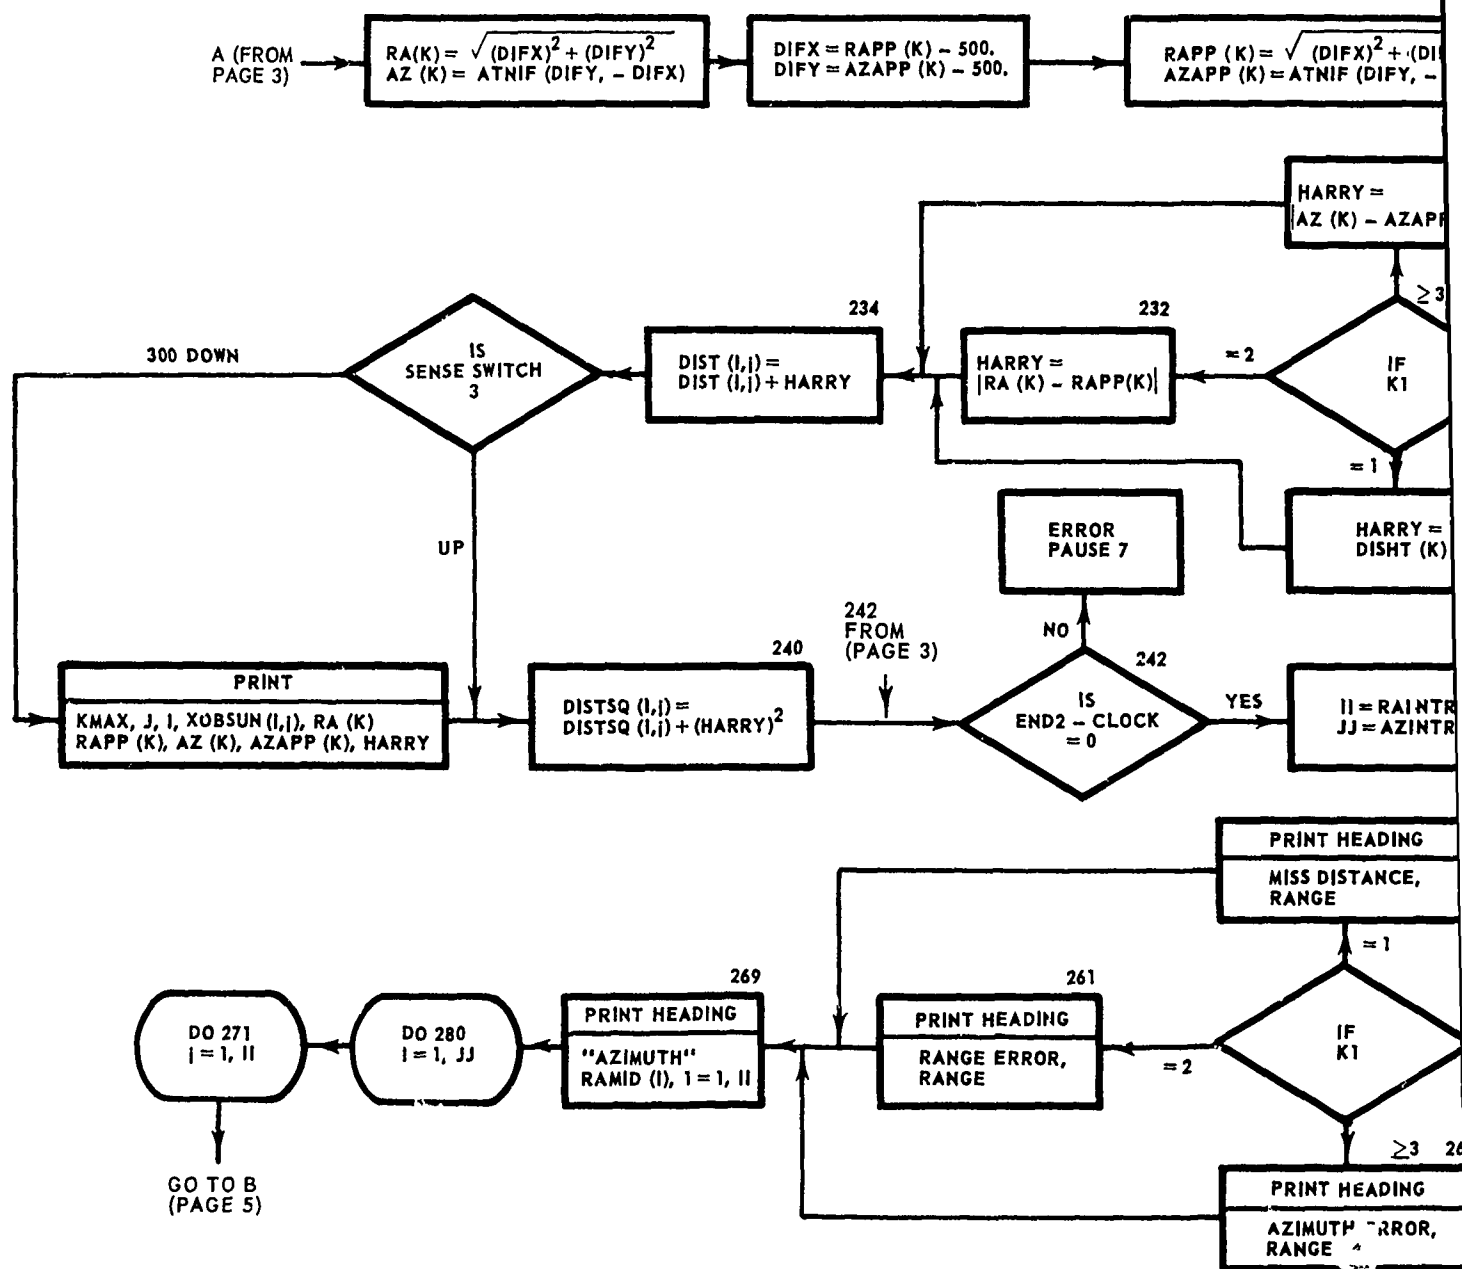 A (FROM
PAGE 3)
RA(K) = √(DIFX)² + (DIFY)²
AZ (K) = ATNIF (DIFY, – DIFX)
DIFX = RAPP (K) – 500.
DIFY = AZAPP (K) – 500.
RAPP (K) = √(DIFX)² + (DI
AZAPP (K) = ATNIF (DIFY, –
HARRY =
|AZ (K) – AZAPP
≥3
IF
K1
=2
=1
232
HARRY =
|RA (K) – RAPP(K)|
234
DIST (I,j) =
DIST (I,j) + HARRY
IS
SENSE SWITCH
3
300 DOWN
UP
HARRY =
DISHT (K)
ERROR
PAUSE 7
NO
PRINT
KMAX, J, I, XOBSUN (I,j), RA (K)
RAPP (K), AZ (K), AZAPP (K), HARRY
240
DISTSQ (I,j) =
DISTSQ (I,j) + (HARRY)²
242
FROM
(PAGE 3)
242
IS
END2 – CLOCK
= 0
YES
II = RAINTR
JJ = AZINTR
PRINT HEADING
MISS DISTANCE,
RANGE
=1
IF
K1
=2
≥3
26
261
PRINT HEADING
RANGE ERROR,
RANGE
269
PRINT HEADING
"AZIMUTH"
RAMID (I), 1 = 1, II
DO 280
I = 1, JJ
DO 271
j = 1, II
GO TO B
(PAGE 5)
PRINT HEADING
AZIMUTH ERROR,
RANGE